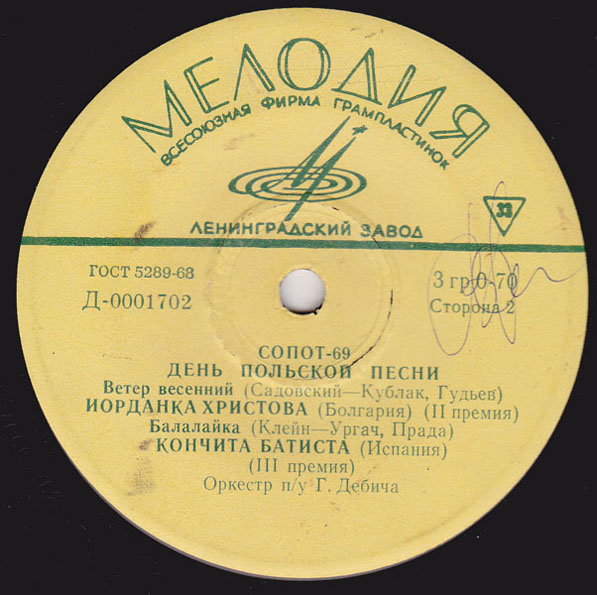 МЕЛОДИЯ
ВСЕСОЮЗНАЯ ФИРМА ГРАМПЛАСТИНОК
ЛЕНИНГРАДСКИЙ ЗАВОД
33
ГОСТ 5289-68
3 гр. 0-70
Д-0001702
Сторона 2
СОПОТ-69
ДЕНЬ ПОЛЬСКОЙ ПЕСНИ
Ветер весенний (Садовский—Кублак, Гудьев)
ИОРДАНКА ХРИСТОВА (Болгария) (II премия)
Балалайка (Клейн—Ургач, Прада)
КОНЧИТА БАТИСТА (Испания)
(III премия)
Оркестр п/у Г. Дебича